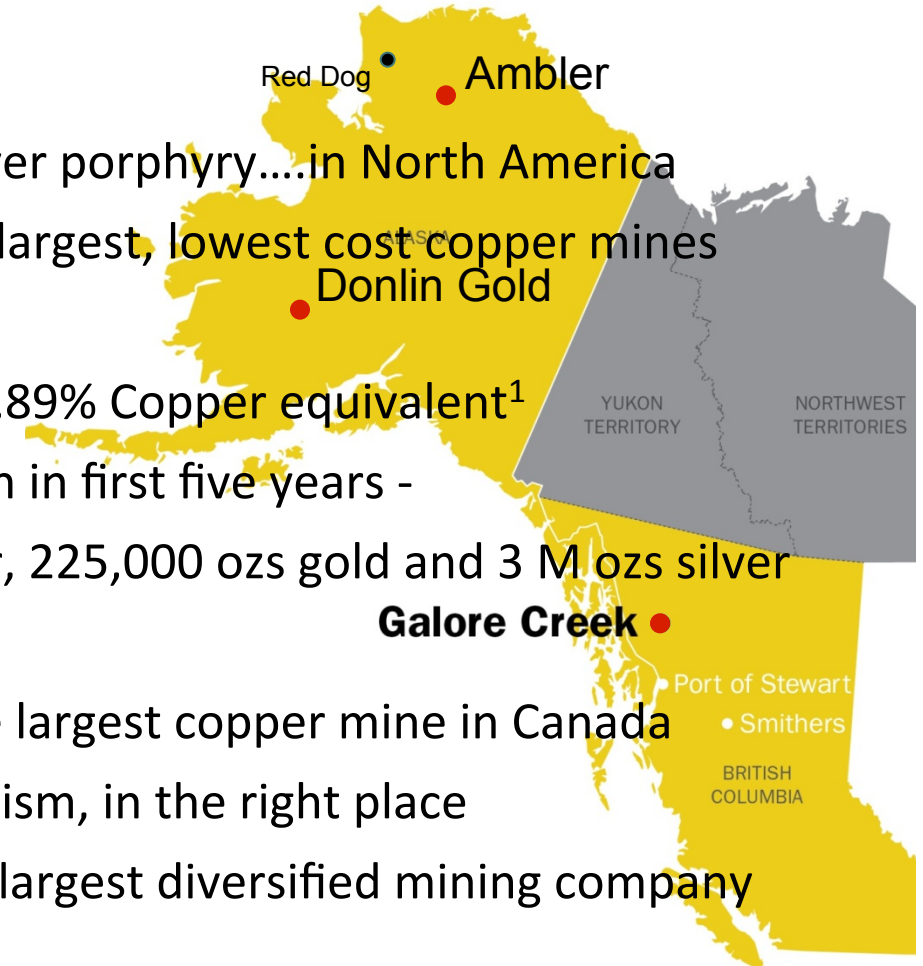 Red Dog
Ambler
porphyry....in North America
largest, lowest cost copper mines
ALASKA
Donlin Gold
89% Copper equivalent1
YUKON
TERRITORY
NORTHWEST
TERRITORIES
in first five years -
, 225,000 ozs gold and 3 M ozs silver
Galore Creek
Port of Stewart
largest copper mine in Canada
Smithers
BRITISH
COLUMBIA
ism, in the right place
largest diversified mining company